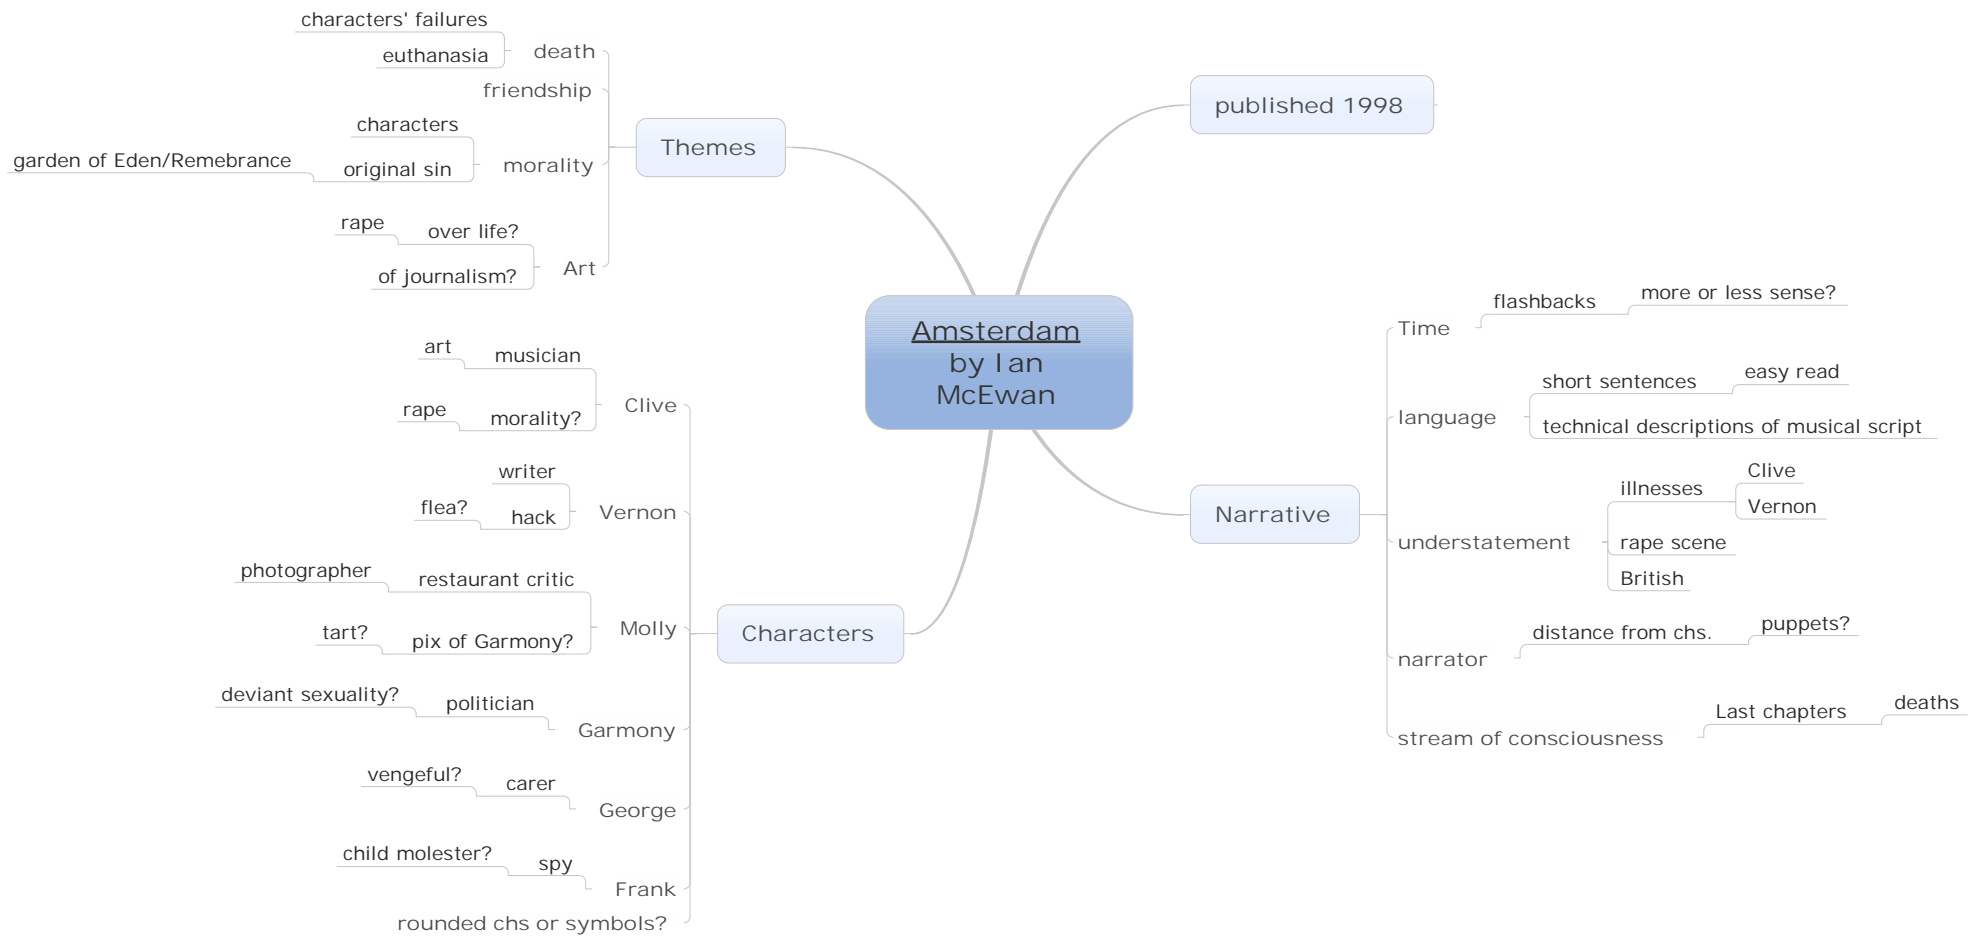 Amsterdam
by Ian
McEwan
published 1998
Themes
death
characters' failures
euthanasia
friendship
morality
characters
original sin
garden of Eden/Remebrance
Art
over life?
rape
of journalism?
Characters
Clive
musician
art
morality?
rape
Vernon
writer
hack
flea?
Molly
restaurant critic
photographer
pix of Garmony?
tart?
Garmony
politician
deviant sexuality?
George
carer
vengeful?
Frank
spy
child molester?
rounded chs or symbols?
Narrative
Time
flashbacks
more or less sense?
language
short sentences
easy read
technical descriptions of musical script
understatement
illnesses
Clive
Vernon
rape scene
British
narrator
distance from chs.
puppets?
stream of consciousness
Last chapters
deaths